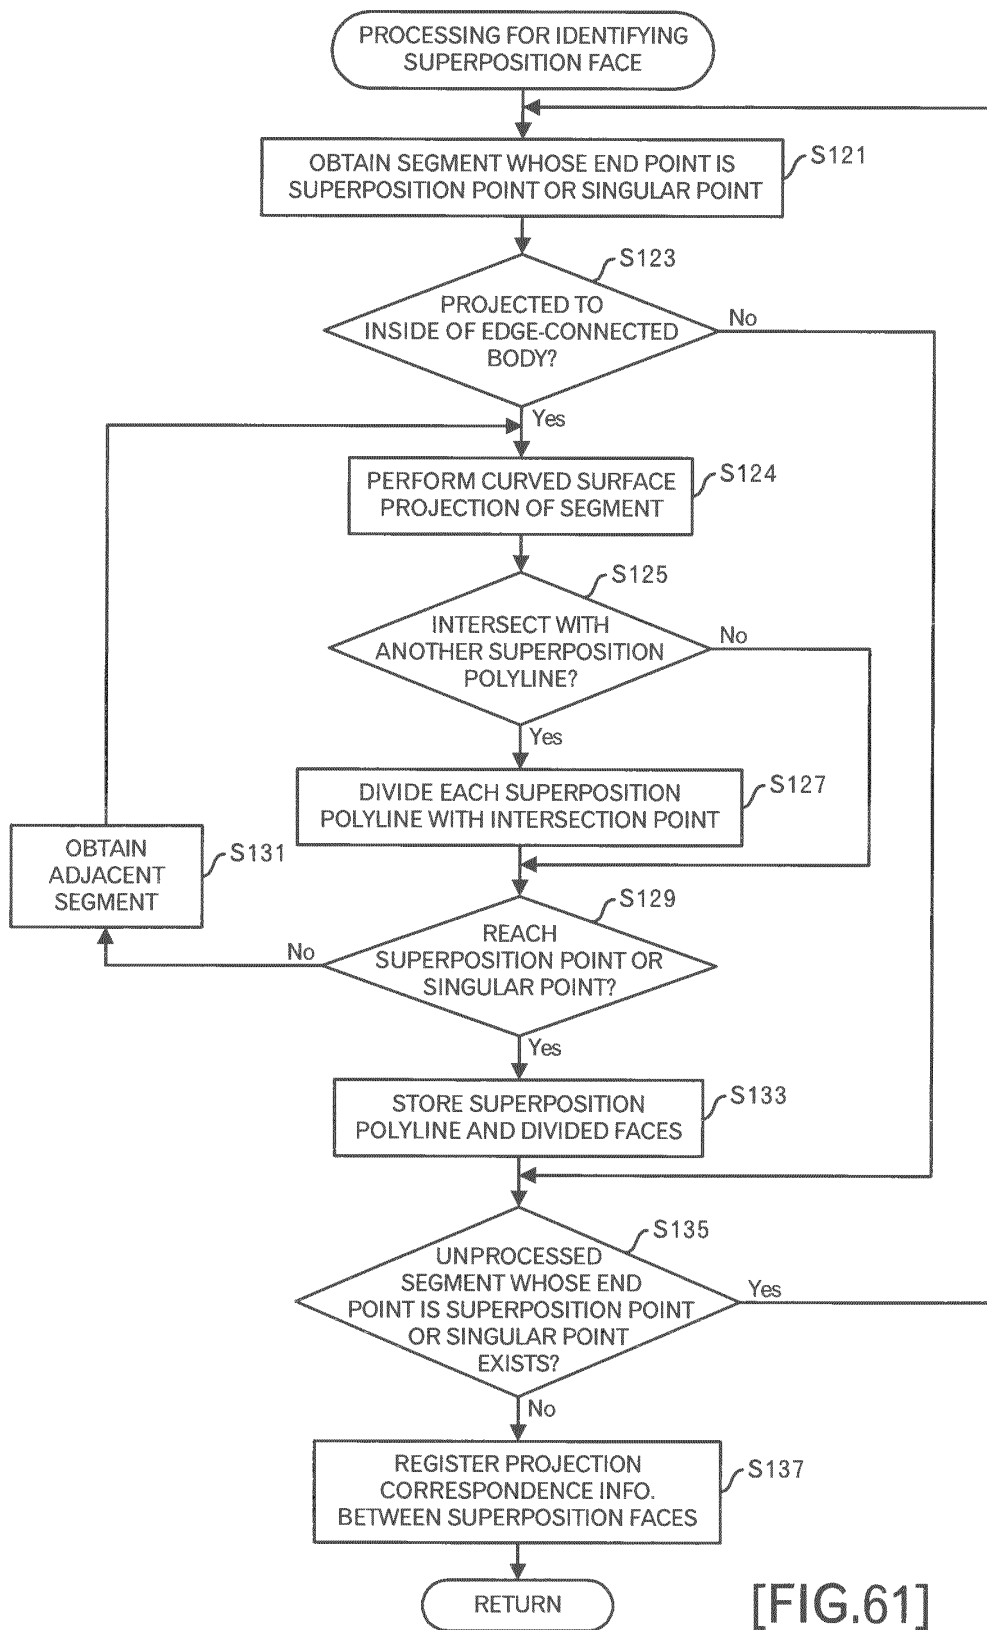 PROCESSING FOR IDENTIFYING
SUPERPOSITION FACE
OBTAIN SEGMENT WHOSE END POINT IS
SUPERPOSITION POINT OR SINGULAR POINT
S121
S123
PROJECTED TO
INSIDE OF EDGE-CONNECTED
BODY?
No
Yes
PERFORM CURVED SURFACE
PROJECTION OF SEGMENT
S124
S125
INTERSECT WITH
ANOTHER SUPERPOSITION
POLYLINE?
No
Yes
DIVIDE EACH SUPERPOSITION
POLYLINE WITH INTERSECTION POINT
S127
OBTAIN
ADJACENT
SEGMENT
S131
S129
REACH
SUPERPOSITION POINT OR
SINGULAR POINT?
No
Yes
STORE SUPERPOSITION
POLYLINE AND DIVIDED FACES
S133
S135
UNPROCESSED
SEGMENT WHOSE END
POINT IS SUPERPOSITION POINT
OR SINGULAR POINT
EXISTS?
Yes
No
REGISTER PROJECTION
CORRESPONDENCE INFO.
BETWEEN SUPERPOSITION FACES
S137
RETURN
[FIG.61]